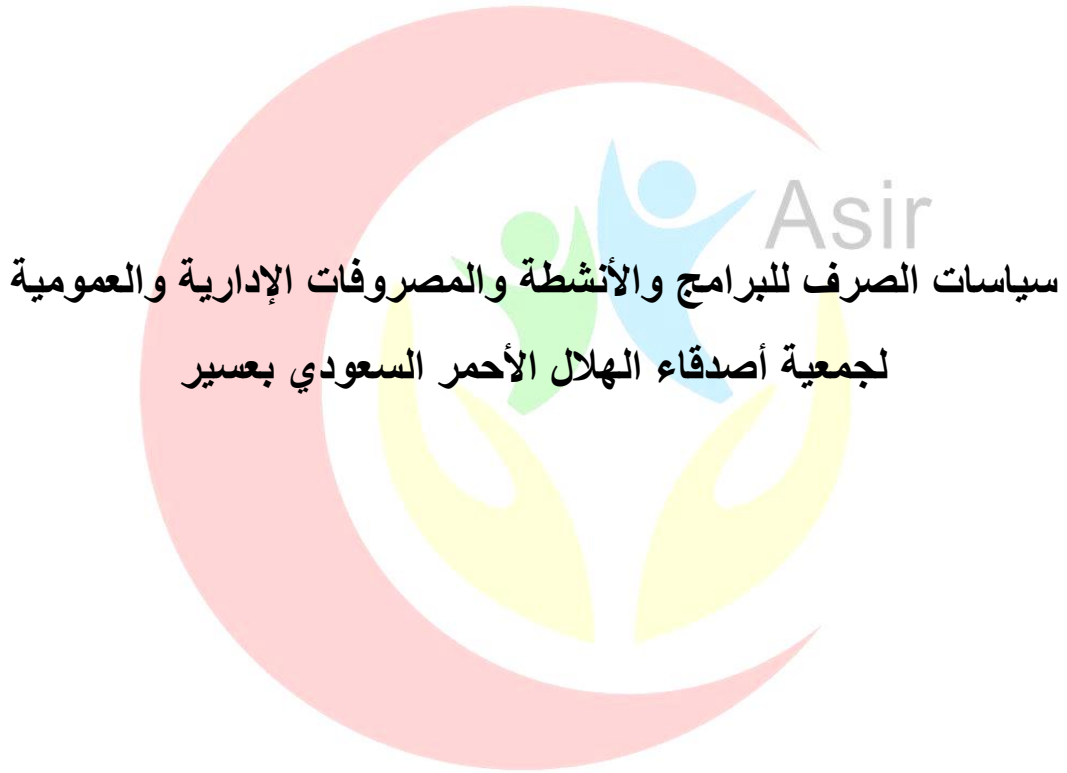 Asir
سياسات الصرف للبرامج والأنشطة والمصروفات الإدارية والعمومية
لجمعية أصدقاء الهلال الأحمر السعودي بعسير